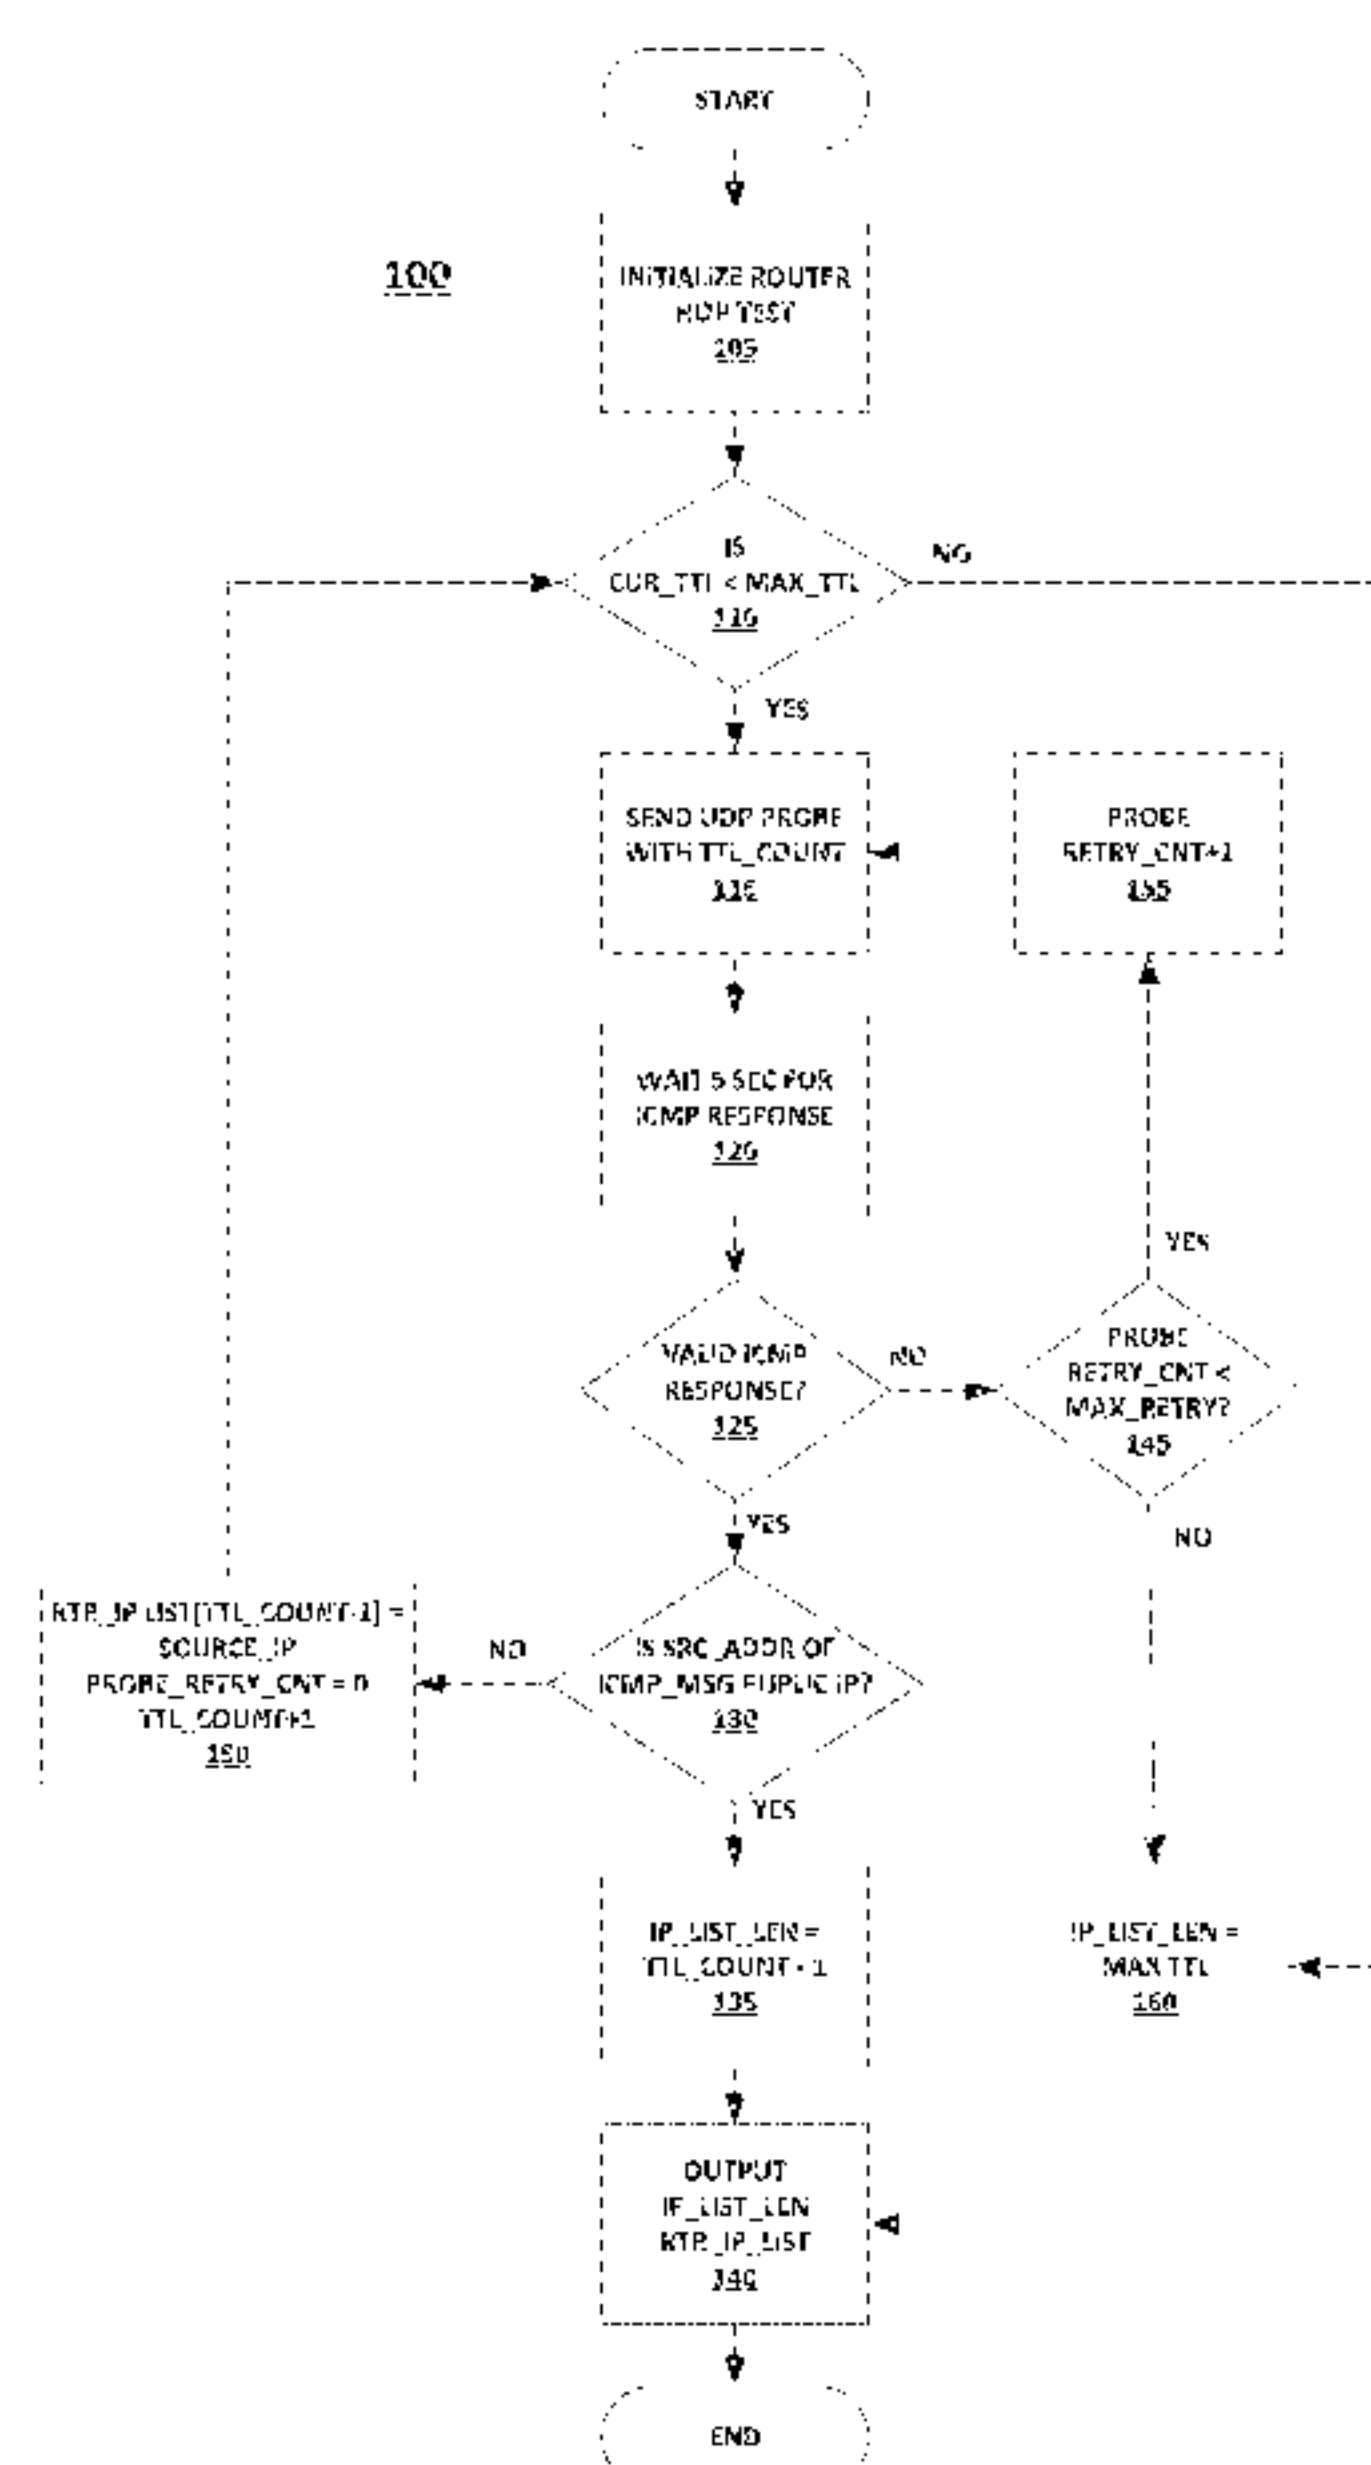 START
100
INITIALIZE ROUTER
HOP TEST
105
IS
CUR_TTL < MAX_TTL
110
NO
YES
SEND UDP PROBE
WITH TTL_COUNT
115
PROBE
RETRY_CNT+1
155
WAIT 5 SEC FOR
ICMP RESPONSE
120
YES
VALID ICMP
RESPONSE?
125
NO
PROBE
RETRY_CNT <
MAX_RETRY?
145
YES
NO
RTR_IP LIST[TTL_COUNT-1] =
SOURCE_IP
PROBE_RETRY_CNT = 0
TTL_COUNT+1
150
NO
IS SRC_ADDR OF
ICMP_MSG PUBLIC IP?
130
YES
IP_LIST_LEN =
TTL_COUNT - 1
135
IP_LIST_LEN =
MAX TTL
160
OUTPUT
IP_LIST_LEN
RTR_IP_LIST
140
END